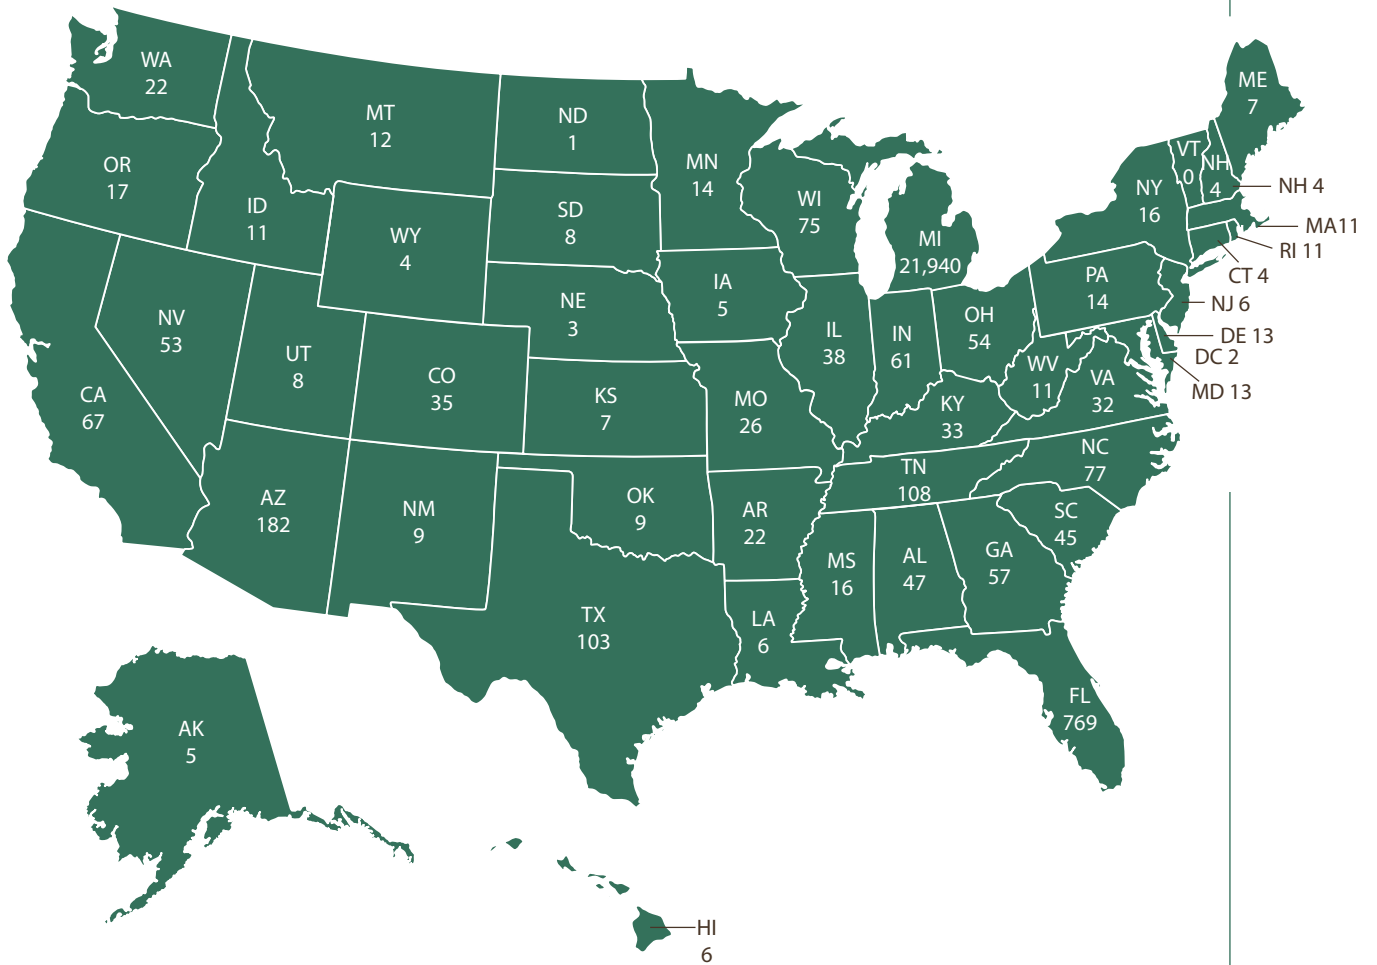 WA
22
OR
17
CA
67
NV
53
ID
11
MT
12
WY
4
UT
8
CO
35
AZ
182
NM
9
ND
1
SD
8
NE
3
KS
7
OK
9
TX
103
MN
14
IA
5
MO
26
AR
22
LA
6
WI
75
IL
38
MI
21,940
IN
61
OH
54
KY
33
TN
108
MS
16
AL
47
GA
57
FL
769
SC
45
NC
77
VA
32
WV
11
PA
14
NY
16
VT
0
NH
4
ME
7
NH 4
MA11
RI 11
CT 4
NJ 6
DE 13
DC 2
MD 13
AK
5
HI
6